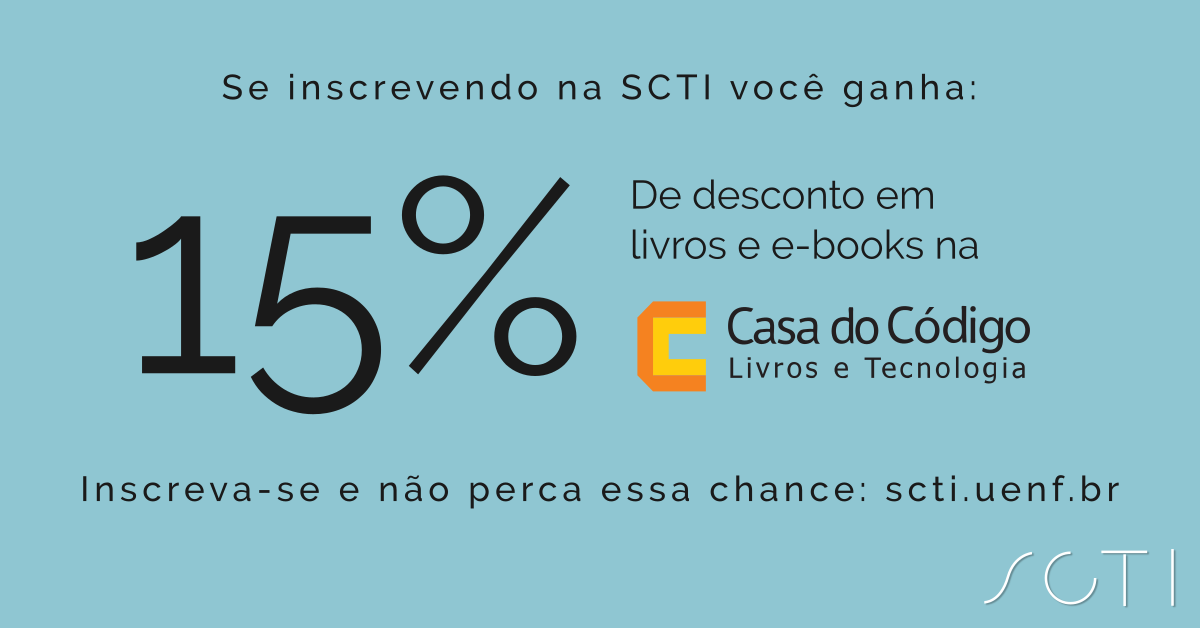 Se inscrevendo na SCTI você ganha:
15%
De desconto em
livros e e-books na
Casa do Código
Livros e Tecnologia
Inscreva-se e não perca essa chance: scti.uenf.br
SCTI